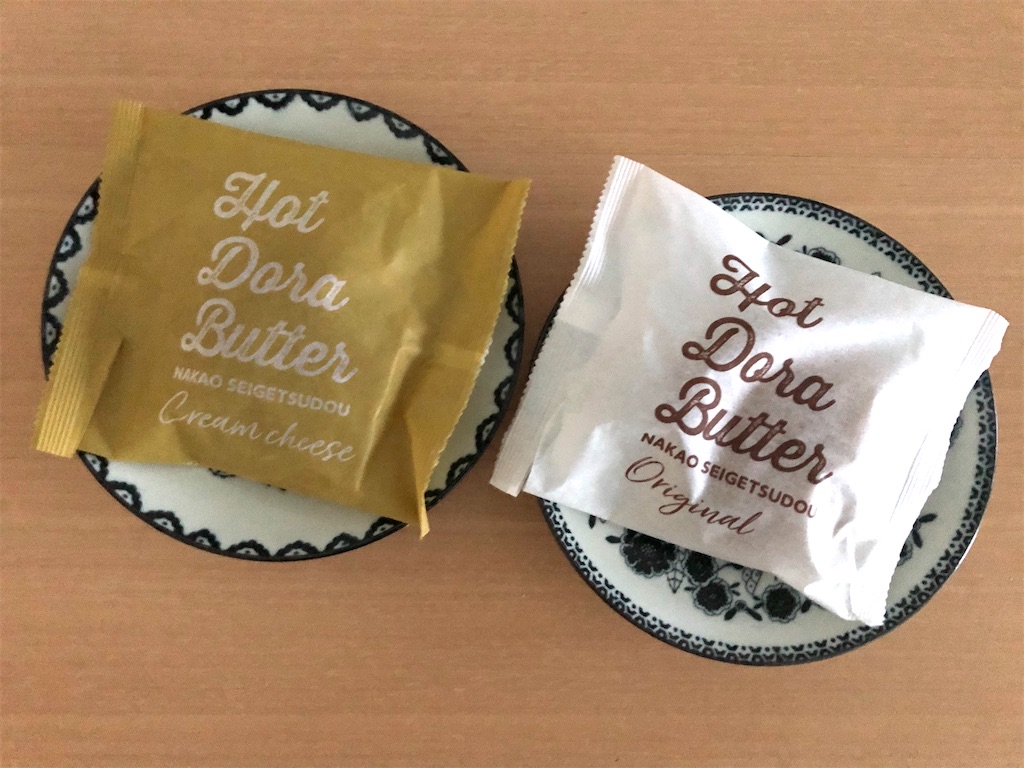 Hot
Dora
Butter
NAKAO SEIGETSUDOU
Cream cheese
Hot
Dora
Butter
NAKAO SEIGETSUDOU
Original